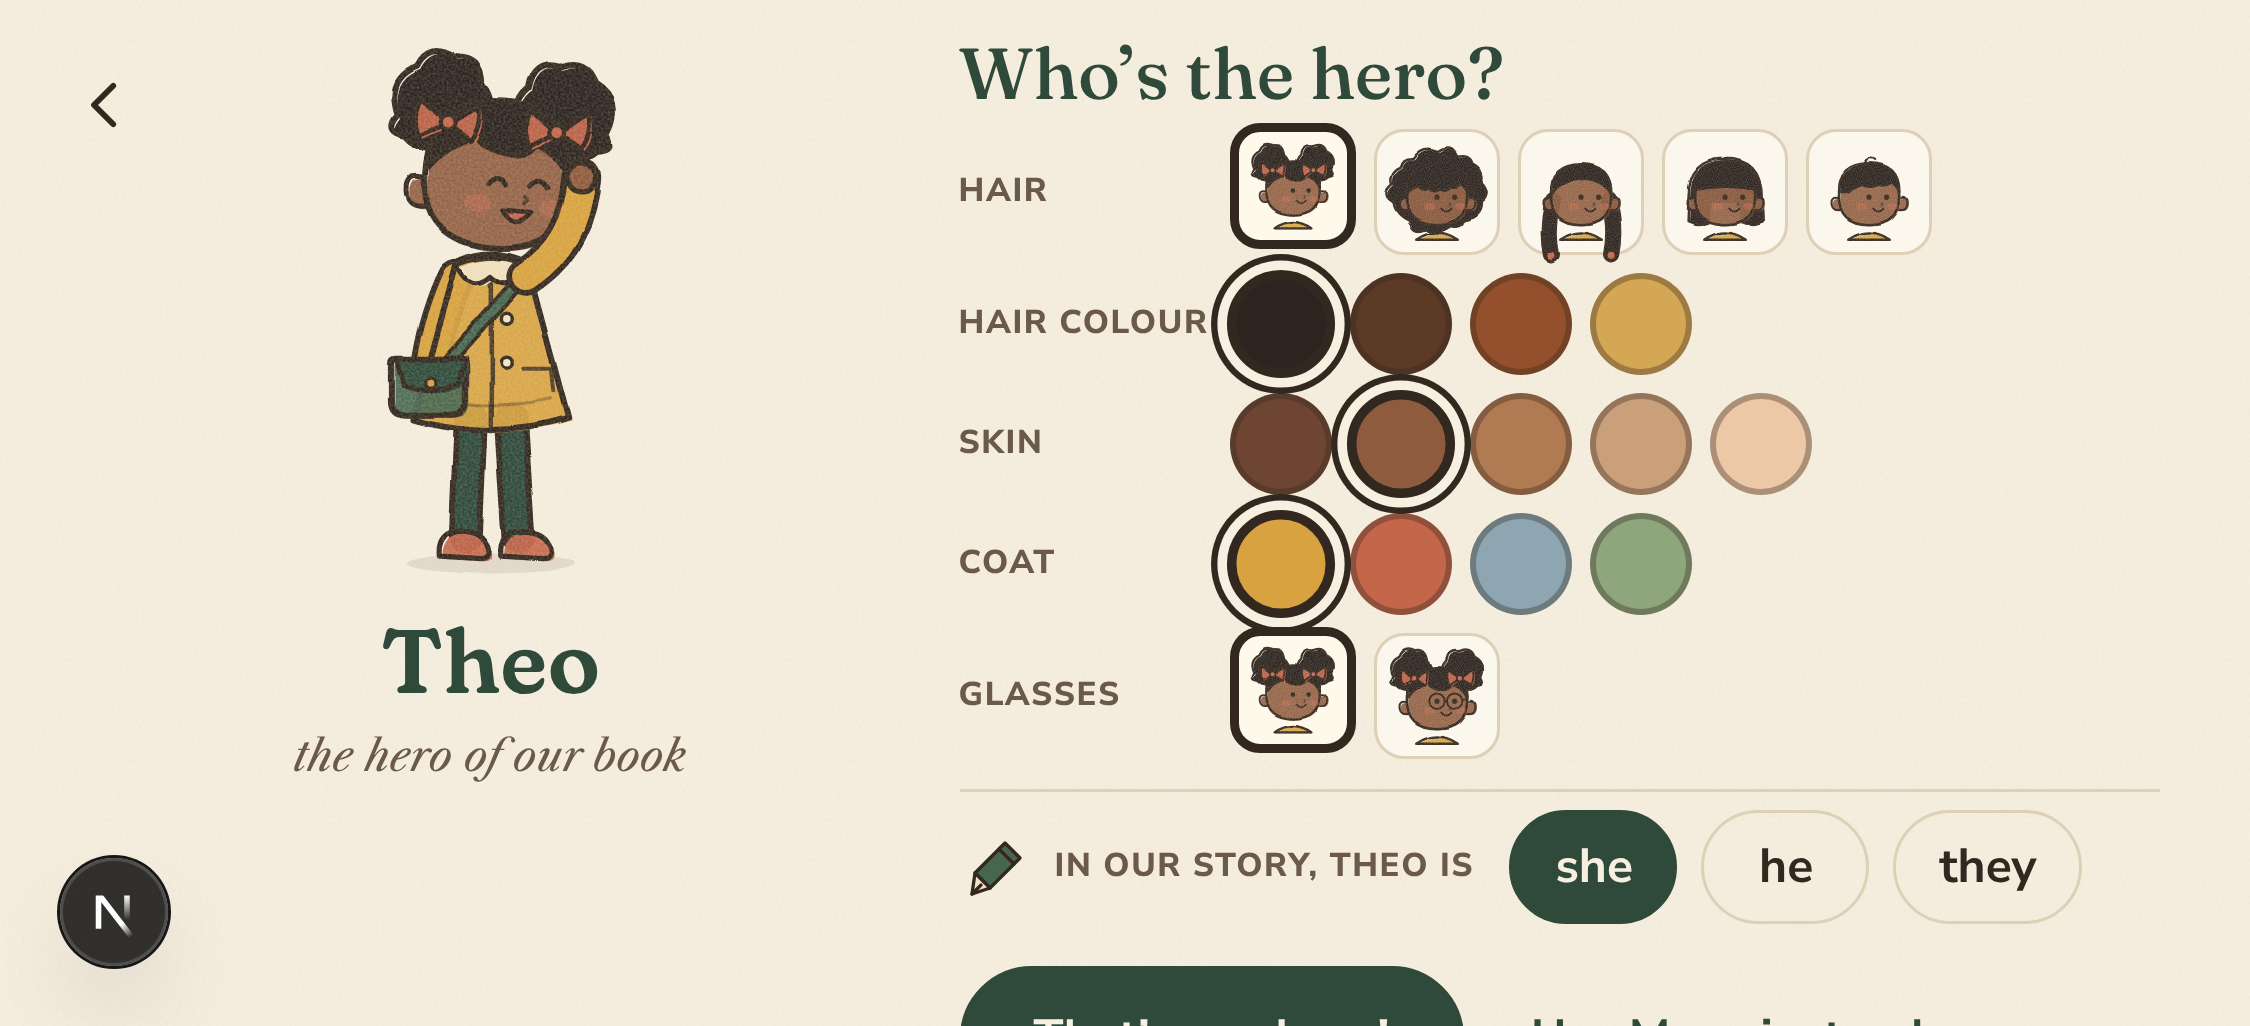 Who’s the hero?
HAIR
HAIR COLOUR
SKIN
COAT
GLASSES
Theo
the hero of our book
IN OUR STORY, THEO IS
she
he
they
N